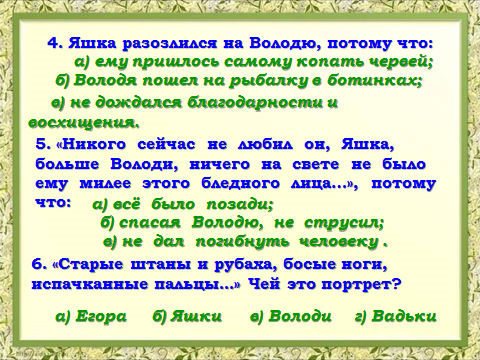 4. Яшка разозлился на Володю, потому что:
а) ему пришлось самому копать червей;
б) Володя пошел на рыбалку в ботинках;
в) не дождался благодарности и
восхищения.
5. «Никого сейчас не любил он, Яшка,
больше Володи, ничего на свете не было
ему милее этого бледного лица...», потому
что: а) всё было позади;
б) спасая Володю, не струсил;
в) не дал погибнуть человеку .
6. «Старые штаны и рубаха, босые ноги,
испачканные пальцы...» Чей это портрет?
а) Егора б) Яшки в) Володи г) Вадьки